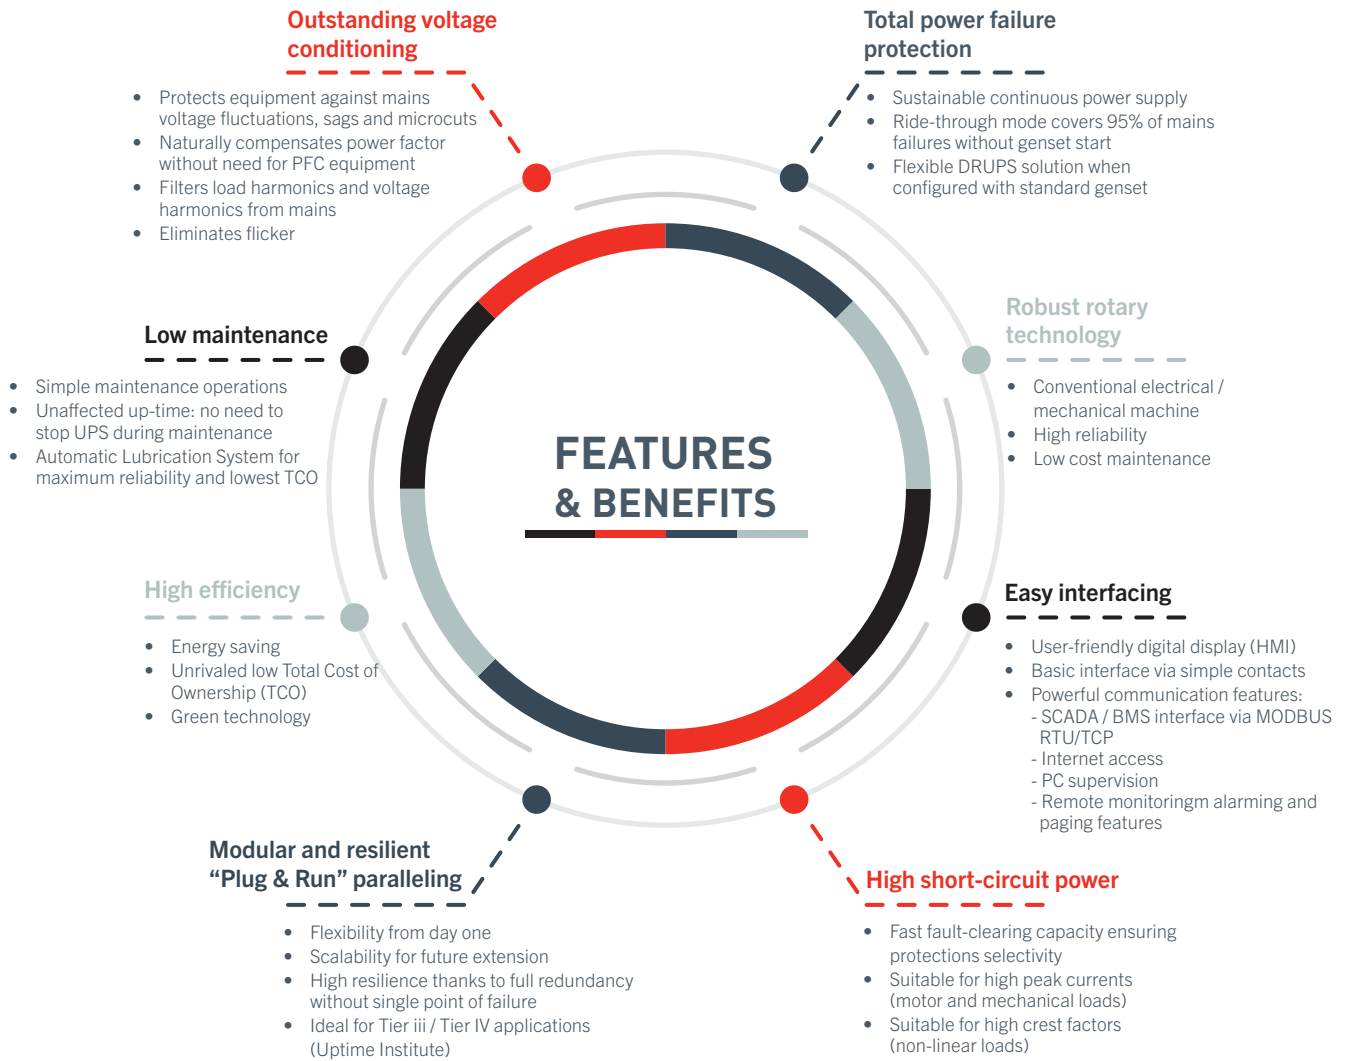 Outstanding voltage
conditioning
• Protects equipment against mains
voltage fluctuations, sags and microcuts
• Naturally compensates power factor
without need for PFC equipment
• Filters load harmonics and voltage
harmonics from mains
• Eliminates flicker
Total power failure
protection
• Sustainable continuous power supply
• Ride-through mode covers 95% of mains
failures without genset start
• Flexible DRUPS solution when
configured with standard genset
Low maintenance
• Simple maintenance operations
• Unaffected up-time: no need to
stop UPS during maintenance
• Automatic Lubrication System for
maximum reliability and lowest TCO
Robust rotary
technology
• Conventional electrical /
mechanical machine
• High reliability
• Low cost maintenance
FEATURES
& BENEFITS
High efficiency
• Energy saving
• Unrivaled low Total Cost of
Ownership (TCO)
• Green technology
Easy interfacing
• User-friendly digital display (HMI)
• Basic interface via simple contacts
• Powerful communication features:
- SCADA / BMS interface via MODBUS
RTU/TCP
- Internet access
- PC supervision
- Remote monitoringm alarming and
paging features
Modular and resilient
“Plug & Run” paralleling
• Flexibility from day one
• Scalability for future extension
• High resilience thanks to full redundancy
without single point of failure
• Ideal for Tier iii / Tier IV applications
(Uptime Institute)
High short-circuit power
• Fast fault-clearing capacity ensuring
protections selectivity
• Suitable for high peak currents
(motor and mechanical loads)
• Suitable for high crest factors
(non-linear loads)